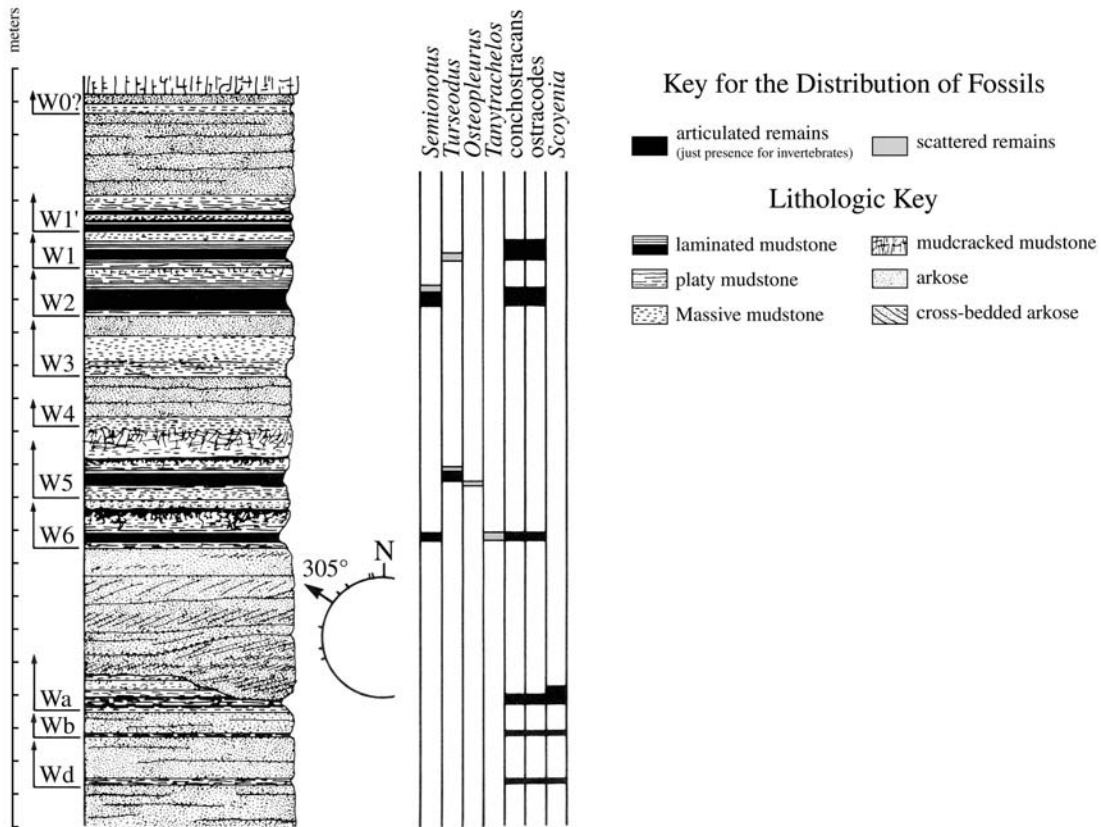 meters
W0?
W1'
W1
W2
W3
W4
W5
W6
Wa
Wb
Wd
305°
N
Semionotus
Turseodus
Osteopleurus
Tanytrachelos
conchostracans
ostracodes
Scoyenia
Key for the Distribution of Fossils
articulated remains
(just presence for invertebrates)
scattered remains
Lithologic Key
laminated mudstone
mudcracked mudstone
platy mudstone
arkose
Massive mudstone
cross-bedded arkose